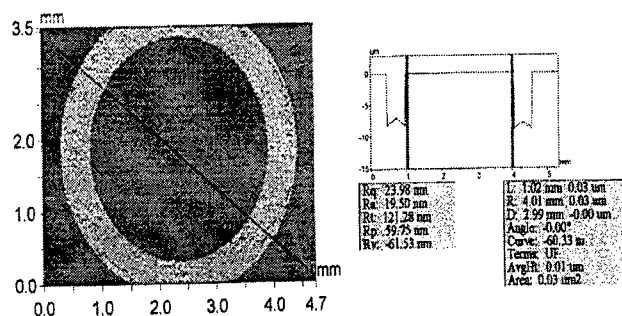 mm
3.5
2.0
1.0
0.0
0.0 1.0 2.0 3.0 4.7
mm
um
0
-5
-10
-15
0 1 2 3 4 5
mm
Rq: 23.98 nm
Ra: 19.50 nm
Rt: 121.28 nm
Rp: 59.75 nm
Rv: -61.53 nm
L: 1.02 mm 0.03 um
R: 4.01 mm 0.03 um
D: 2.99 mm -0.00 um
Angle: -0.00°
Curve: -60.33 m
Terms:
AvgHt: 0.01 um
Area: 0.03 mm2